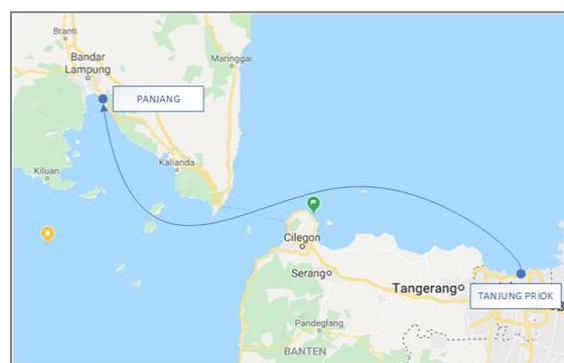 Branti
Bandar
Lampung
Maringgai
PANJANG
Kiluan
Kalianda
Cilegon
Serang
Tangerang
TANJUNG PRIOK
Pandeglang
BANTEN